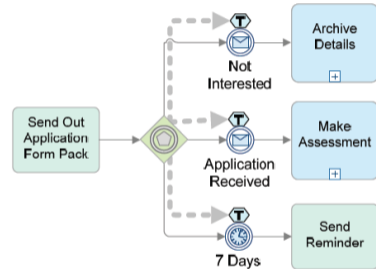 T
Archive
Details
Not
Interested
T
Send Out
Application
Form Pack
Make
Assessment
Application
Received
T
Send
Reminder
7 Days